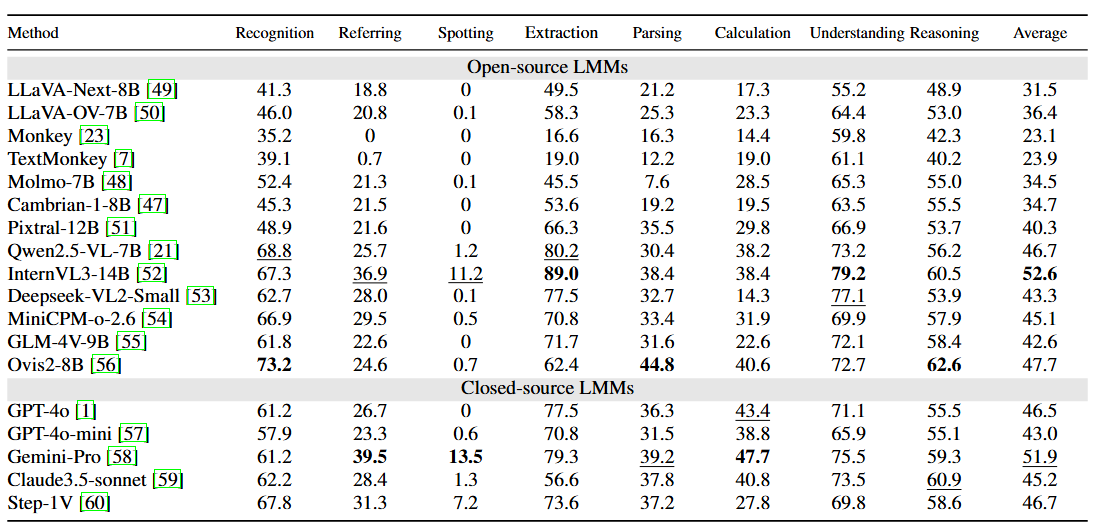 Method Recognition Referring Spotting Extraction Parsing Calculation Understanding Reasoning Average
Open-source LMMs
LLaVA-Next-8B [49] 41.3 18.8 0 49.5 21.2 17.3 55.2 48.9 31.5
LLaVA-OV-7B [50] 46.0 20.8 0.1 58.3 25.3 23.3 64.4 53.0 36.4
Monkey [23] 35.2 0 0 16.6 16.3 14.4 59.8 42.3 23.1
TextMonkey [7] 39.1 0.7 0 19.0 12.2 19.0 61.1 40.2 23.9
Molmo-7B [48] 52.4 21.3 0.1 45.5 7.6 28.5 65.3 55.0 34.5
Cambrian-1-8B [47] 45.3 21.5 0 53.6 19.2 19.5 63.5 55.5 34.7
Pixtral-12B [51] 48.9 21.6 0 66.3 35.5 29.8 66.9 53.7 40.3
Qwen2.5-VL-7B [21] 68.8 25.7 1.2 80.2 30.4 38.2 73.2 56.2 46.7
InternVL3-14B [52] 67.3 36.9 11.2 89.0 38.4 38.4 79.2 60.5 52.6
Deepseek-VL2-Small [53] 62.7 28.0 0.1 77.5 32.7 14.3 77.1 53.9 43.3
MiniCPM-o-2.6 [54] 66.9 29.5 0.5 70.8 33.4 31.9 69.9 57.9 45.1
GLM-4V-9B [55] 61.8 22.6 0 71.7 31.6 22.6 72.1 58.4 42.6
Ovis2-8B [56] 73.2 24.6 0.7 62.4 44.8 40.6 72.7 62.6 47.7
Closed-source LMMs
GPT-4o [1] 61.2 26.7 0 77.5 36.3 43.4 71.1 55.5 46.5
GPT-4o-mini [57] 57.9 23.3 0.6 70.8 31.5 38.8 65.9 55.1 43.0
Gemini-Pro [58] 61.2 39.5 13.5 79.3 39.2 47.7 75.5 59.3 51.9
Claude3.5-sonnet [59] 62.2 28.4 1.3 56.6 37.8 40.8 73.5 60.9 45.2
Step-1V [60] 67.8 31.3 7.2 73.6 37.2 27.8 69.8 58.6 46.7